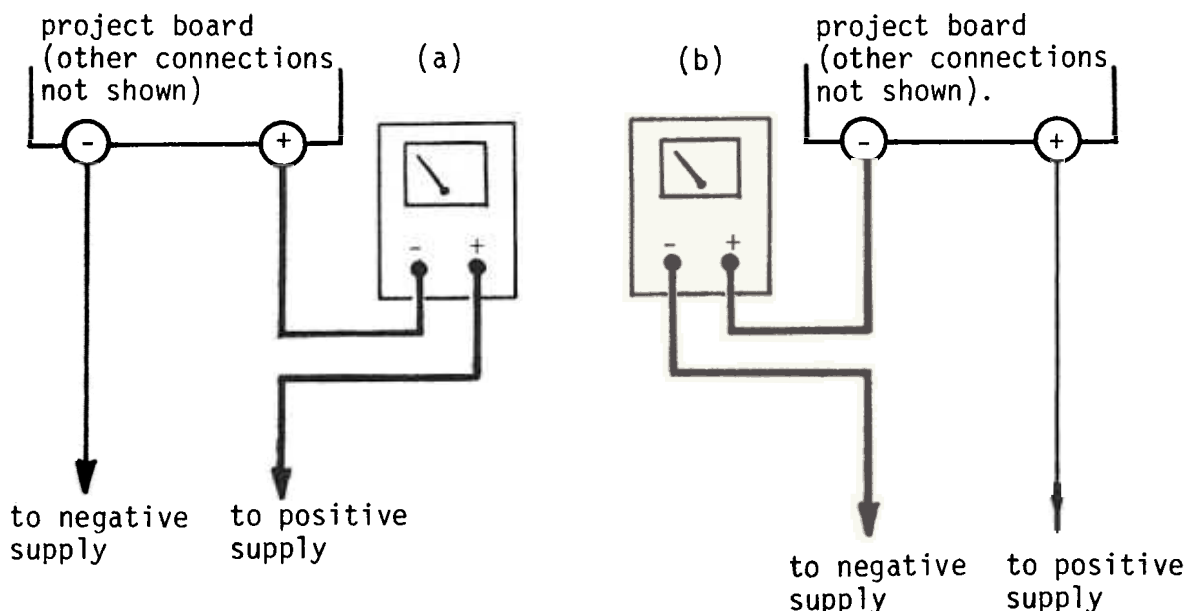 project board
(other connections
not shown)
(a)
-
+
-
+
to negative
supply
to positive
supply
(b)
project board
(other connections
not shown).
-
+
-
+
to negative
supply
to positive
supply